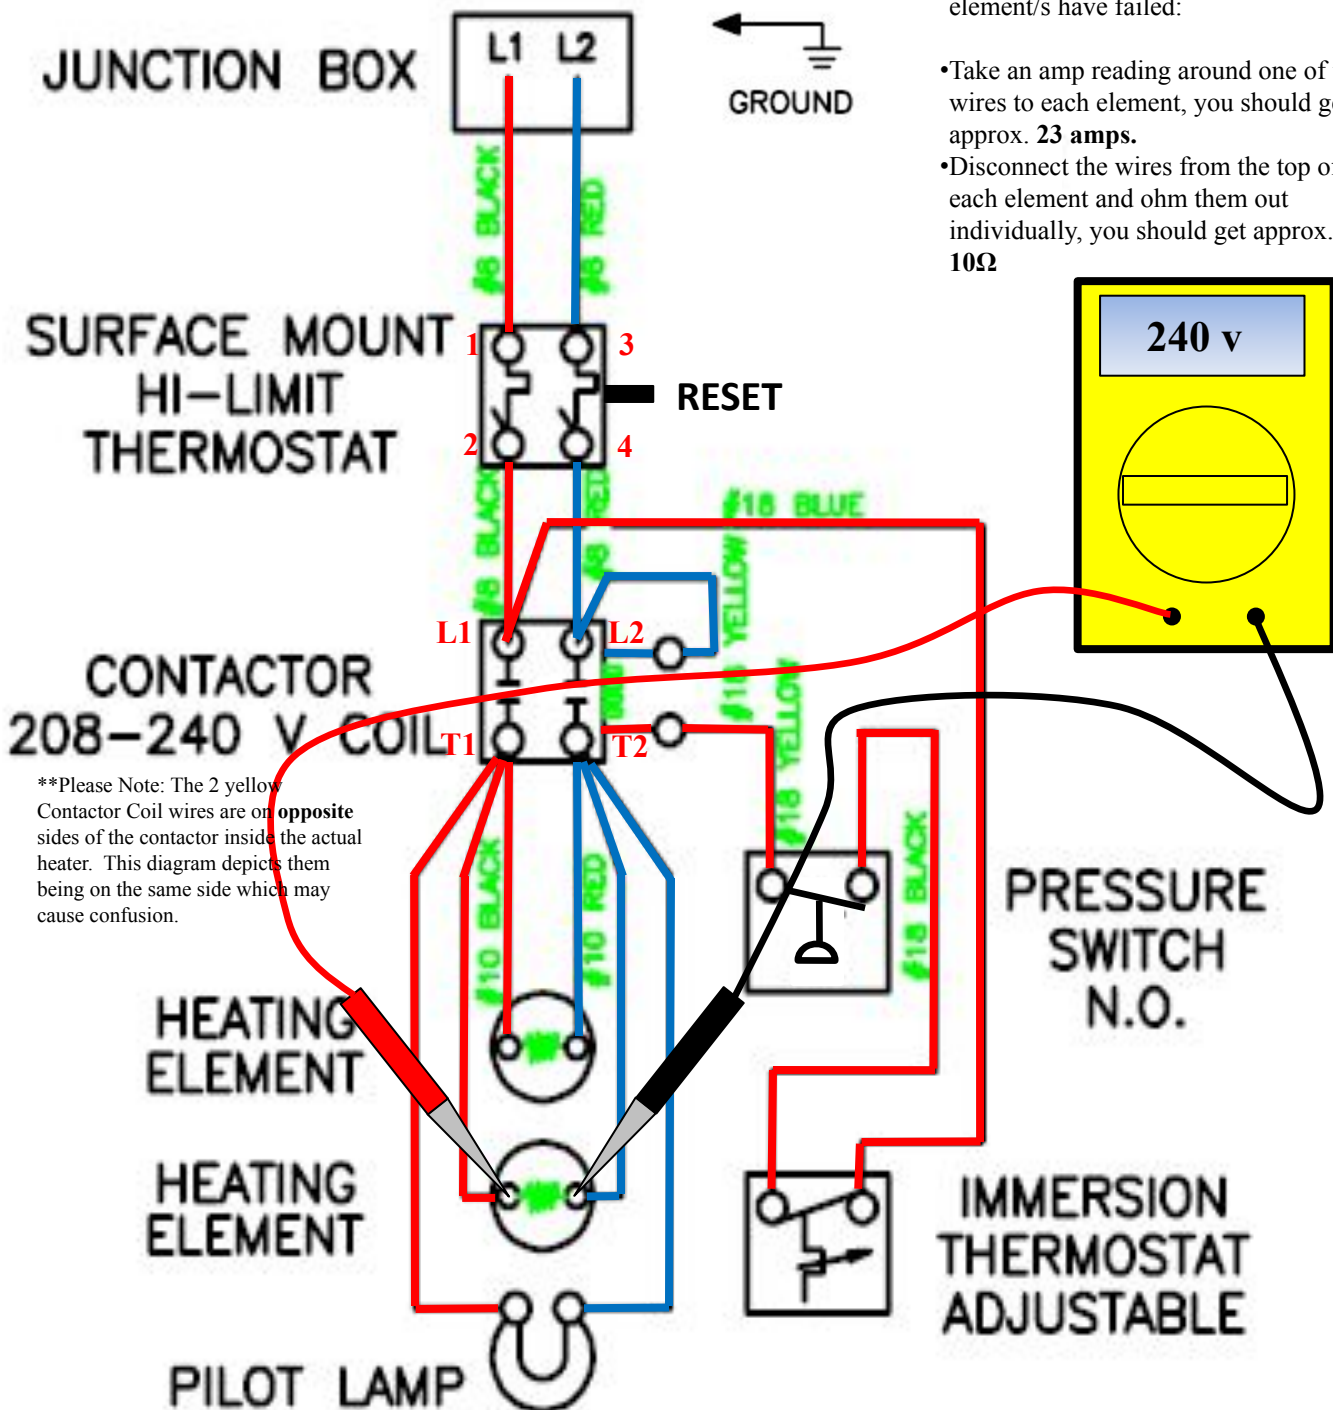 element/s have failed:
•Take an amp reading around one of
wires to each element, you should g
approx. 23 amps.
•Disconnect the wires from the top o
each element and ohm them out
individually, you should get approx.
10Ω
JUNCTION BOX
L1 L2
GROUND
#8 BLACK
#8 RED
SURFACE MOUNT
HI-LIMIT
THERMOSTAT
1
3
2
4
RESET
240 v
#8 BLACK
#8 RED
#18 BLUE
#18 YELLOW
#18 YELLOW
L1
L2
CONTACTOR
208-240 V COIL
T1
T2
**Please Note: The 2 yellow
Contactor Coil wires are on opposite
sides of the contactor inside the actual
heater. This diagram depicts them
being on the same side which may
cause confusion.
#10 BLACK
#10 RED
#18 BLACK
PRESSURE
SWITCH
N.O.
HEATING
ELEMENT
HEATING
ELEMENT
IMMERSION
THERMOSTAT
ADJUSTABLE
PILOT LAMP